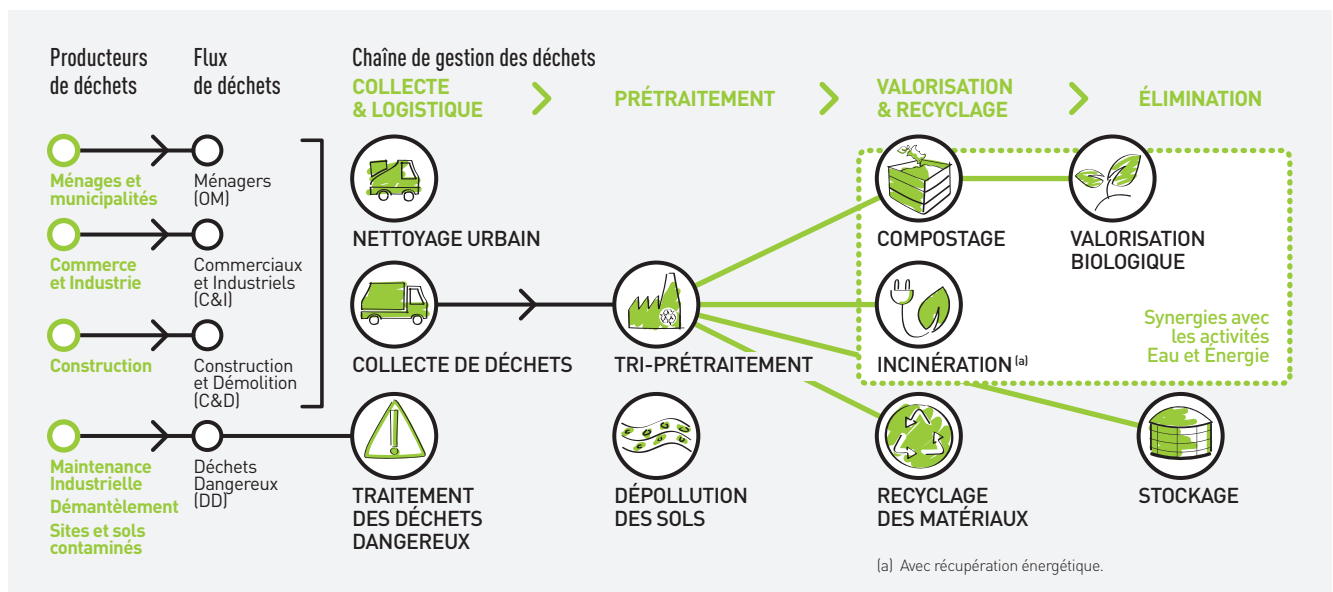 Producteurs
de déchets
Flux
de déchets
Chaîne de gestion des déchets
COLLECTE
& LOGISTIQUE
PRÉTRAITEMENT
VALORISATION
& RECYCLAGE
ÉLIMINATION
Ménages et
municipalités
Ménagers
(OM)
Commerce
et Industrie
Commerciaux
et Industriels
(C&I)
Construction
Construction
et Démolition
(C&D)
Maintenance
Industrielle
Démantèlement
Sites et sols
contaminés
Déchets
Dangereux
(DD)
NETTOYAGE URBAIN
COLLECTE DE DÉCHETS
TRAITEMENT
DES DÉCHETS
DANGEREUX
TRI-PRÉTRAITEMENT
DÉPOLLUTION
DES SOLS
COMPOSTAGE
VALORISATION
BIOLOGIQUE
INCINÉRATION (a)
Synergies avec
les activités
Eau et Énergie
RECYCLAGE
DES MATÉRIAUX
STOCKAGE
(a) Avec récupération énergétique.